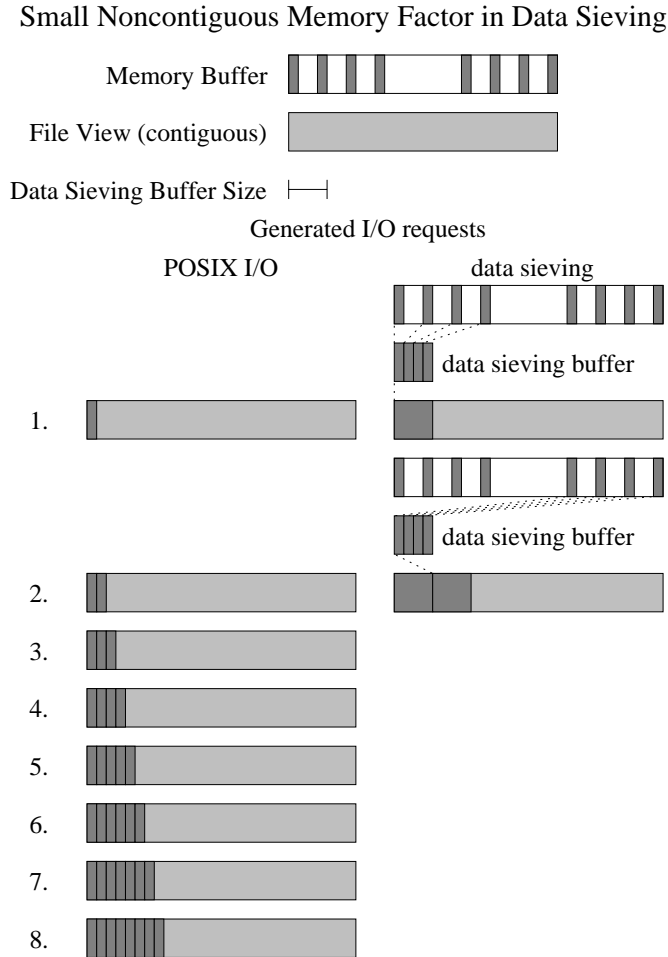 Small Noncontiguous Memory Factor in Data Sieving
Memory Buffer
File View (contiguous)
Data Sieving Buffer Size
Generated I/O requests
POSIX I/O data sieving
data sieving buffer
1.
data sieving buffer
2.
3.
4.
5.
6.
7.
8.